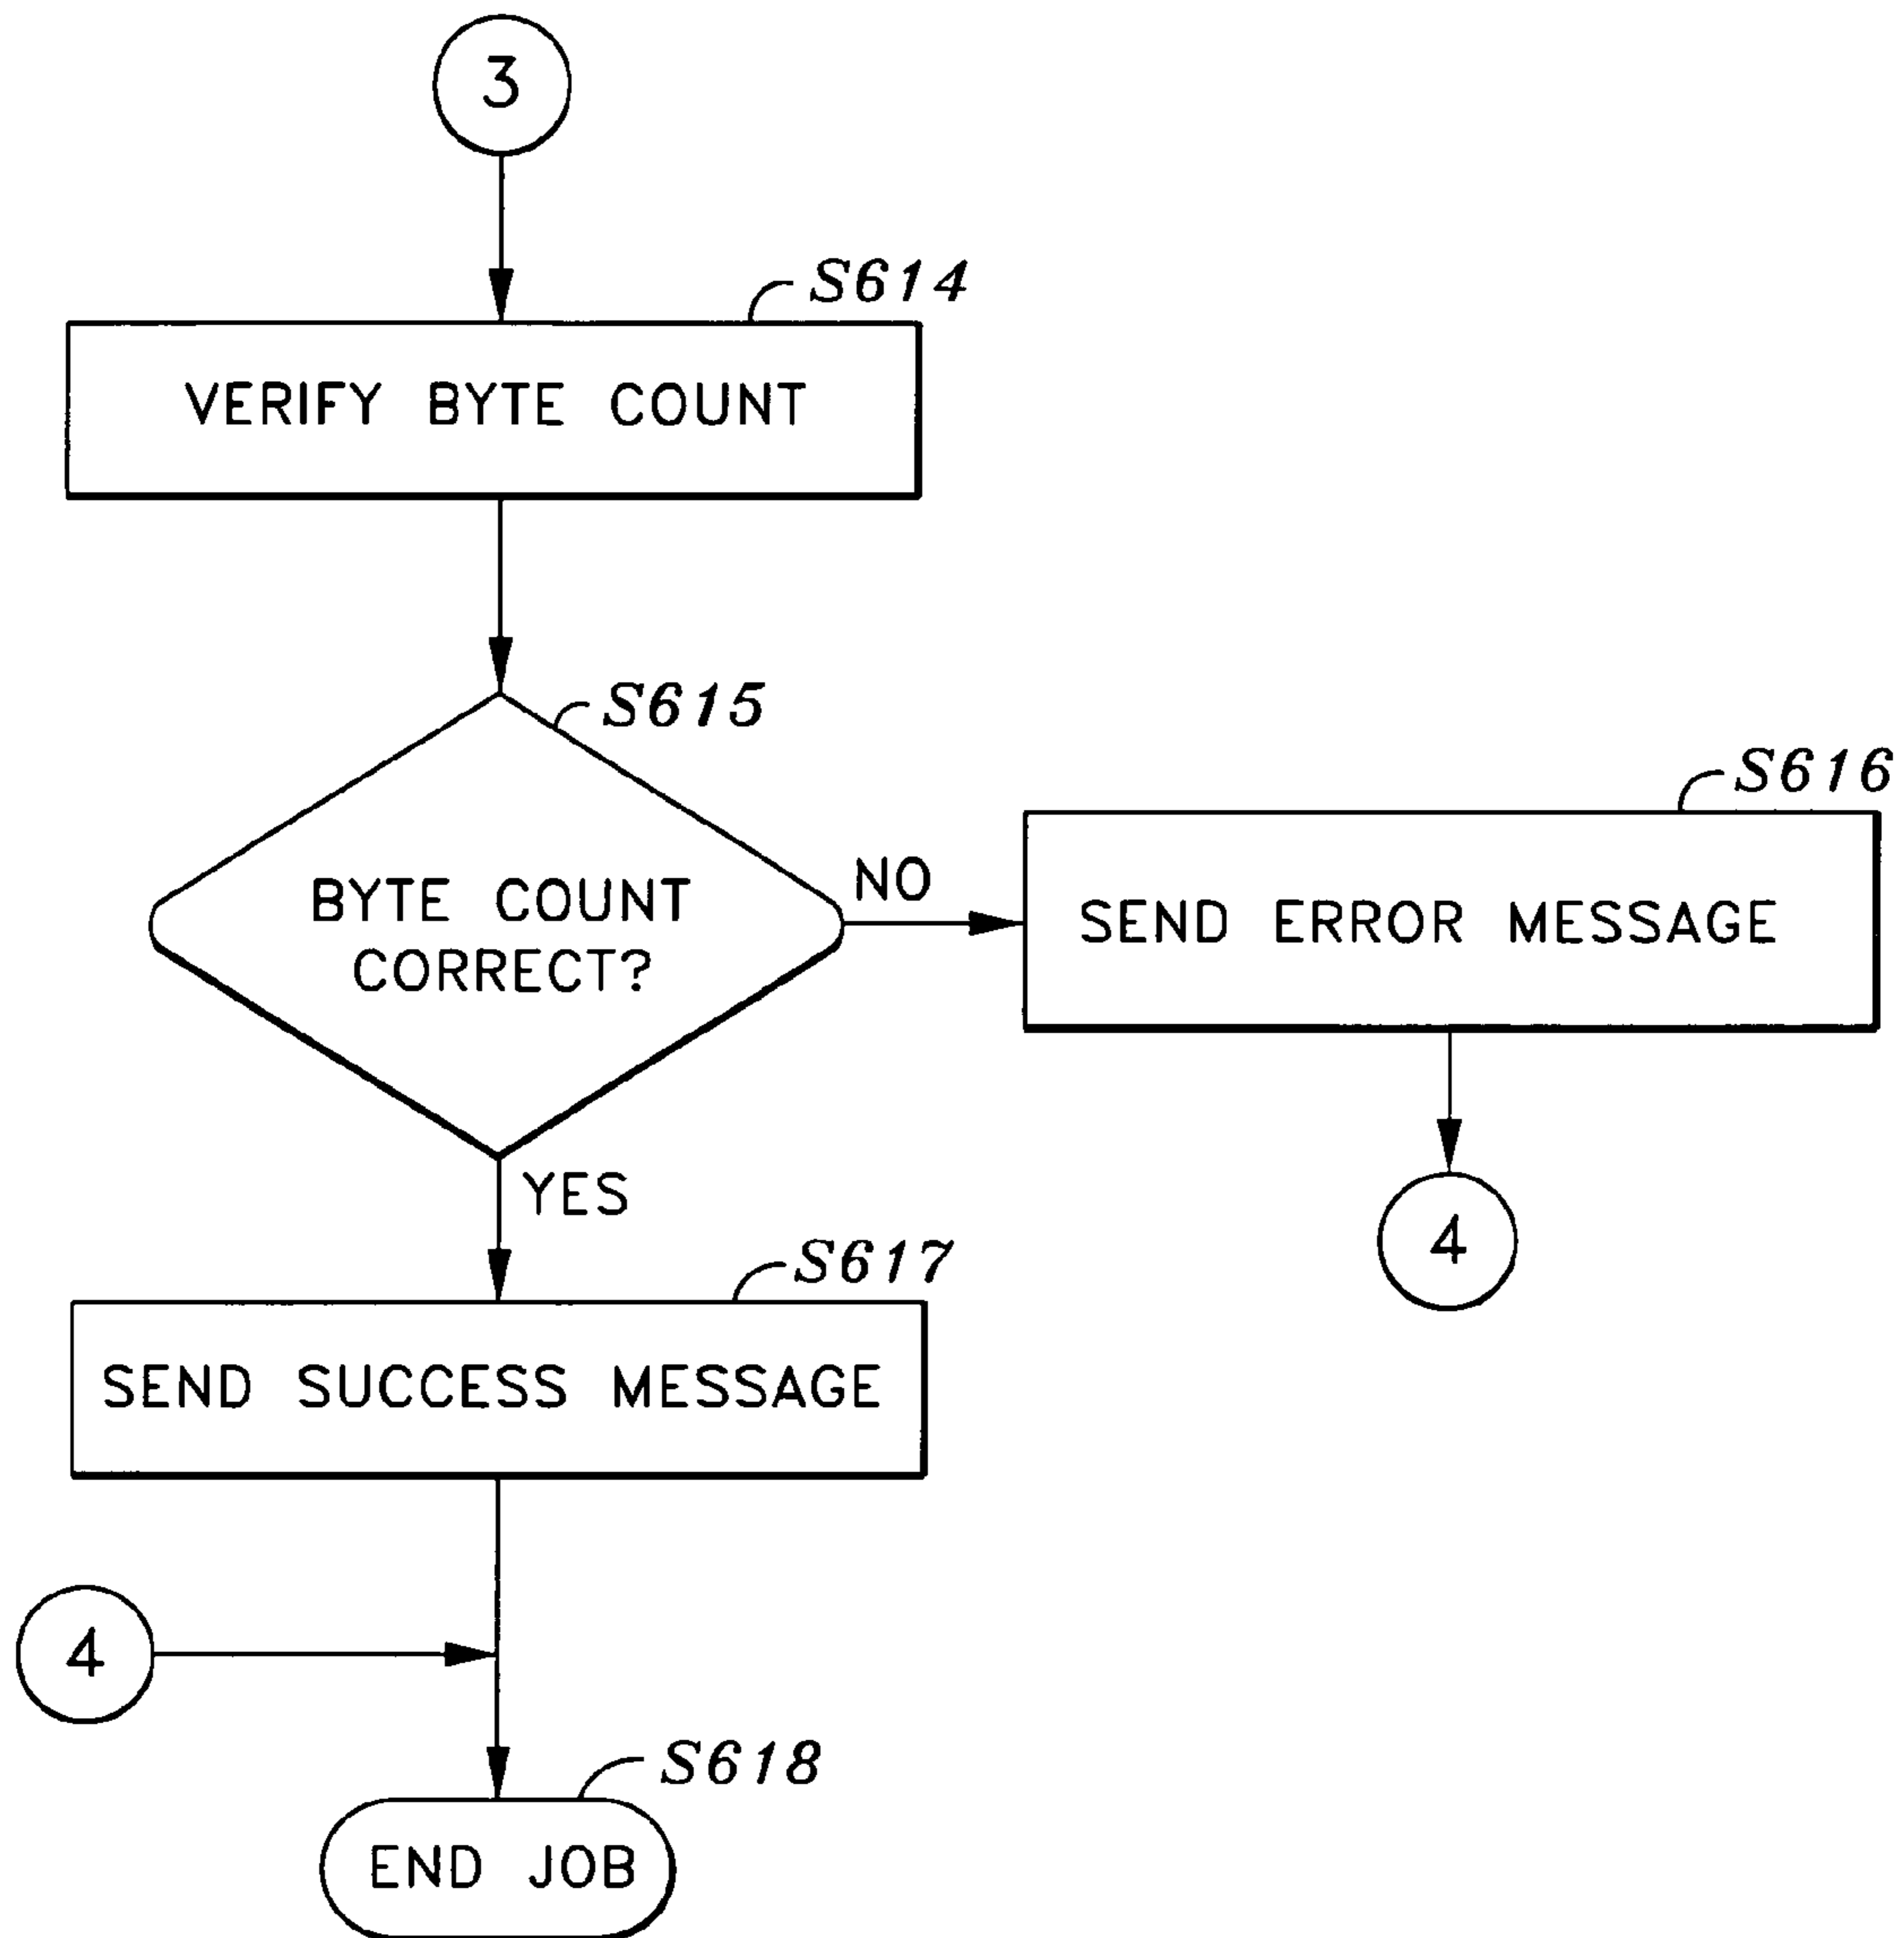 3
S614
VERIFY BYTE COUNT
S615
BYTE COUNT
CORRECT?
NO
S616
SEND ERROR MESSAGE
4
YES
S617
SEND SUCCESS MESSAGE
4
S618
END JOB